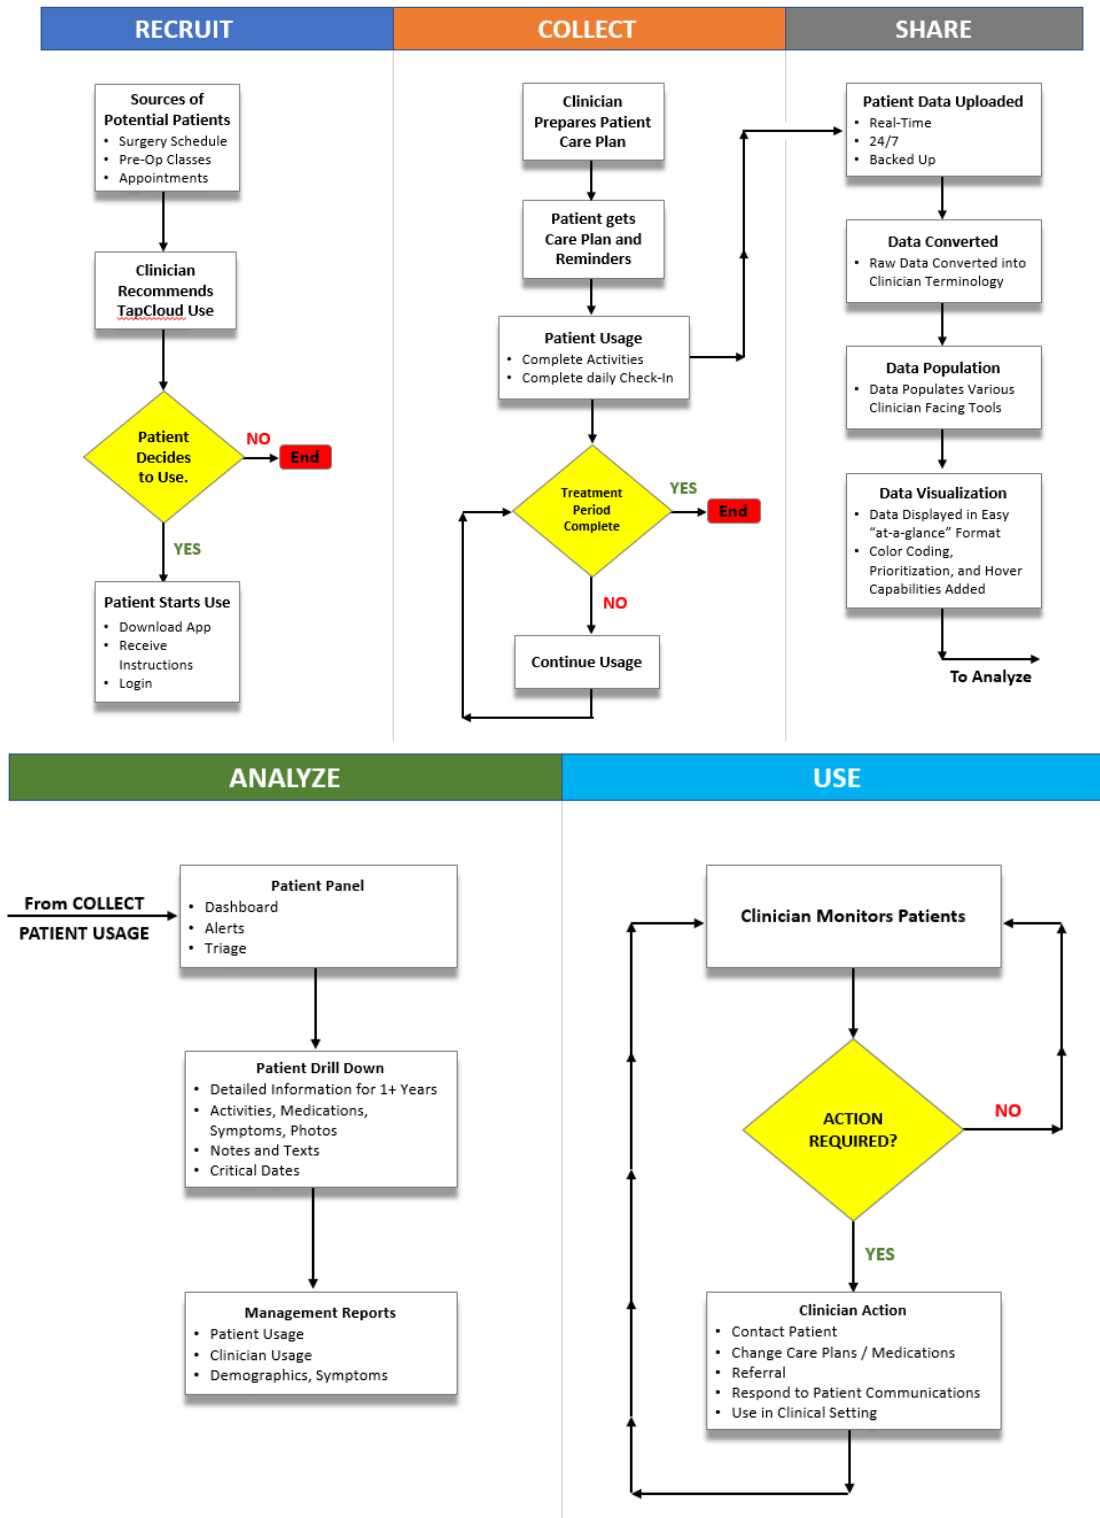 RECRUIT
Sources of
Potential Patients
• Surgery Schedule
• Pre-Op Classes
• Appointments
Clinician
Recommends
TapCloud Use
Patient
Decides
to Use.
NO
End
YES
Patient Starts Use
• Download App
• Receive
Instructions
• Login
COLLECT
Clinician
Prepares Patient
Care Plan
Patient gets
Care Plan and
Reminders
Patient Usage
• Complete Activities
• Complete daily Check-In
Treatment
Period
Complete
YES
End
NO
Continue Usage
SHARE
Patient Data Uploaded
• Real-Time
• 24/7
• Backed Up
Data Converted
• Raw Data Converted into
Clinician Terminology
Data Population
• Data Populates Various
Clinician Facing Tools
Data Visualization
• Data Displayed in Easy
“at-a-glance” Format
• Color Coding,
Prioritization, and Hover
Capabilities Added
To Analyze
ANALYZE
From COLLECT
PATIENT USAGE
Patient Panel
• Dashboard
• Alerts
• Triage
Patient Drill Down
• Detailed Information for 1+ Years
• Activities, Medications,
Symptoms, Photos
• Notes and Texts
• Critical Dates
Management Reports
• Patient Usage
• Clinician Usage
• Demographics, Symptoms
USE
Clinician Monitors Patients
ACTION
REQUIRED?
NO
YES
Clinician Action
• Contact Patient
• Change Care Plans / Medications
• Referral
• Respond to Patient Communications
• Use in Clinical Setting